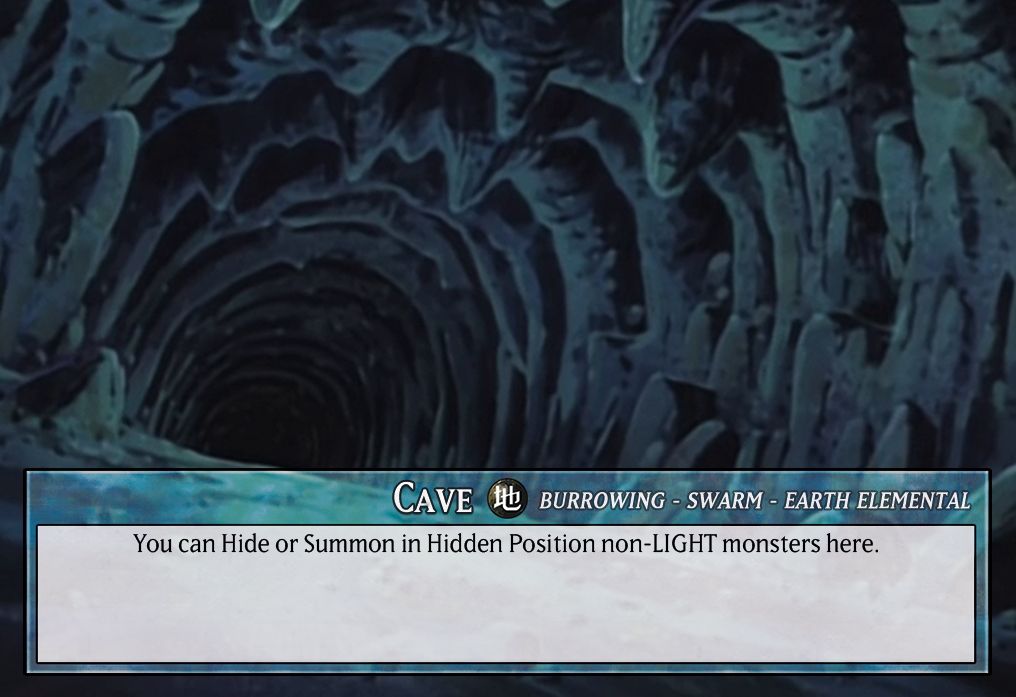 Cave 地 BURROWING - SWARM - EARTH ELEMENTAL
You can Hide or Summon in Hidden Position non-LIGHT monsters here.